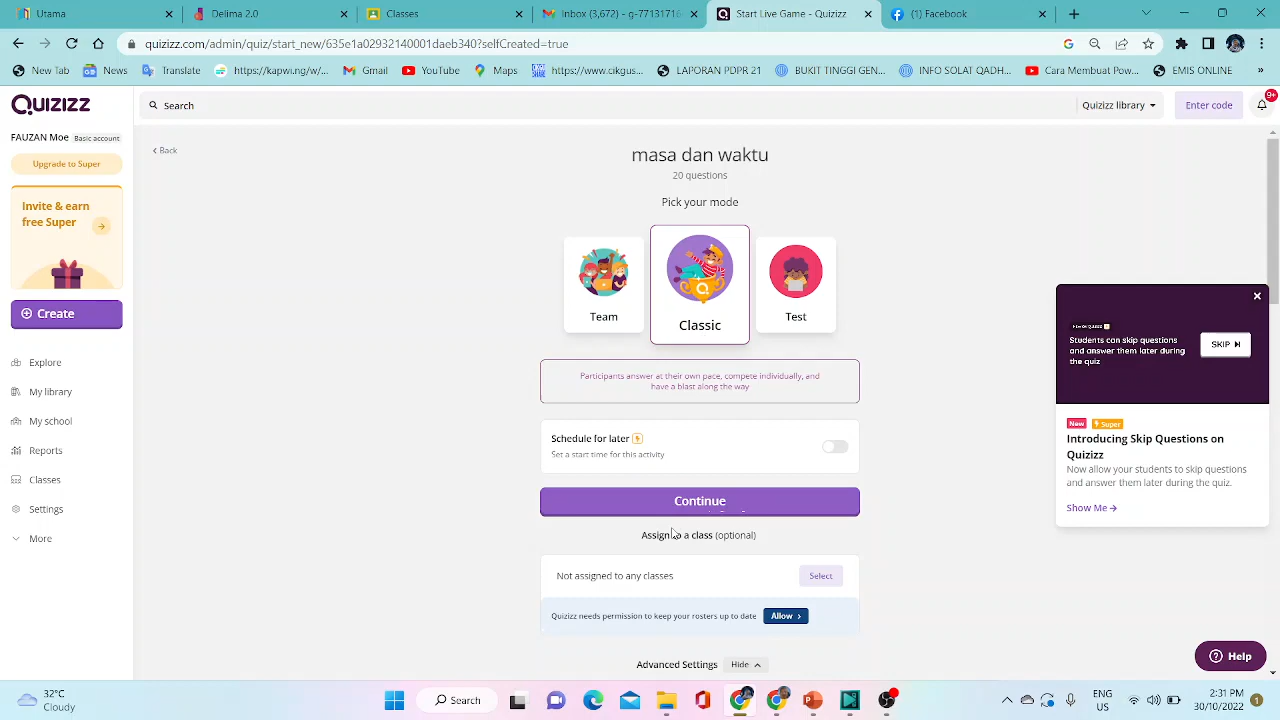 Utama
Delima 2.0
Classes
Inbox (3,672) - g-77131716
Start Live Game - Quizizz
(1) Facebook
quizizz.com/admin/quiz/start_new/635e1a02932140001daeb340?selfCreated=true
New Tab
News
Translate
https://kapwing/w/...
Gmail
YouTube
Maps
https://www.cikgus...
LAPORAN PDPR 21
BUKIT TINGGI GEN...
INFO SOLAT QADH...
Cara Membuat Pow...
EMIS ONLINE
»
QUIZIZZ
Search
Quizizz library
Enter code
9+
FAUZAN Moe Basic account
Upgrade to Super
Invite & earn
free Super
Create
Explore
My library
My school
Reports
Classes
Settings
More
Back
masa dan waktu
20 questions
Pick your mode
Team
Classic
Test
Participants answer at their own pace, compete individually, and
have a blast along the way
Schedule for later
Set a start time for this activity
Continue
Assign to a class (optional)
Not assigned to any classes
Select
Quizizz needs permission to keep your rosters up to date
Allow
Advanced Settings
Hide
Students can skip questions
and answer them later during
the quiz
SKIP
New
Super
Introducing Skip Questions on
Quizizz
Now allow your students to skip questions
and answer them later during the quiz.
Show Me
Help
32°C
Cloudy
Search
ENG
US
2:31 PM
30/10/2022
1